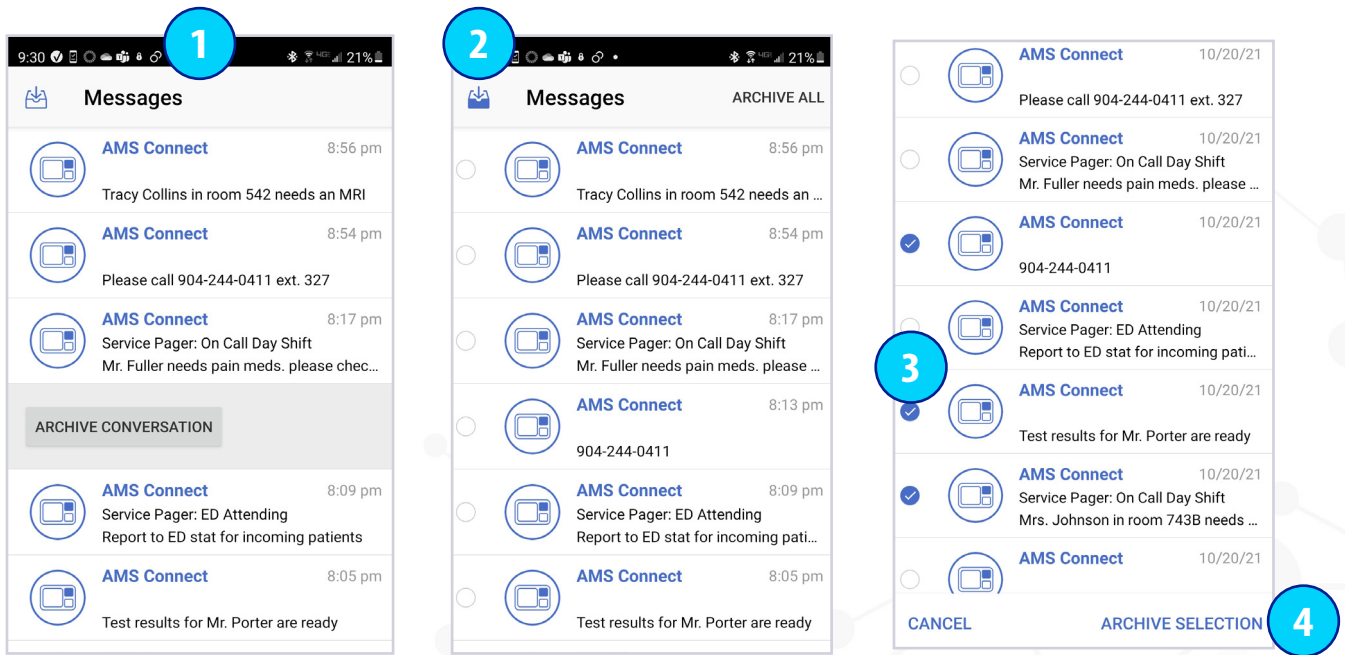 1
9:30
4GE 21%
Messages
AMS Connect 8:56 pm
Tracy Collins in room 542 needs an MRI
AMS Connect 8:54 pm
Please call 904-244-0411 ext. 327
AMS Connect 8:17 pm
Service Pager: On Call Day Shift
Mr. Fuller needs pain meds. please chec...
ARCHIVE CONVERSATION
AMS Connect 8:09 pm
Service Pager: ED Attending
Report to ED stat for incoming patients
AMS Connect 8:05 pm
Test results for Mr. Porter are ready
2
4GE 21%
Messages ARCHIVE ALL
AMS Connect 8:56 pm
Tracy Collins in room 542 needs an ...
AMS Connect 8:54 pm
Please call 904-244-0411 ext. 327
AMS Connect 8:17 pm
Service Pager: On Call Day Shift
Mr. Fuller needs pain meds. please ...
AMS Connect 8:13 pm
904-244-0411
AMS Connect 8:09 pm
Service Pager: ED Attending
Report to ED stat for incoming pati...
AMS Connect 8:05 pm
Test results for Mr. Porter are ready
AMS Connect 10/20/21
Please call 904-244-0411 ext. 327
AMS Connect 10/20/21
Service Pager: On Call Day Shift
Mr. Fuller needs pain meds. please ...
AMS Connect 10/20/21
904-244-0411
AMS Connect 10/20/21
Service Pager: ED Attending
Report to ED stat for incoming pati...
3
AMS Connect 10/20/21
Test results for Mr. Porter are ready
AMS Connect 10/20/21
Service Pager: On Call Day Shift
Mrs. Johnson in room 743B needs ...
AMS Connect 10/20/21
CANCEL ARCHIVE SELECTION
4